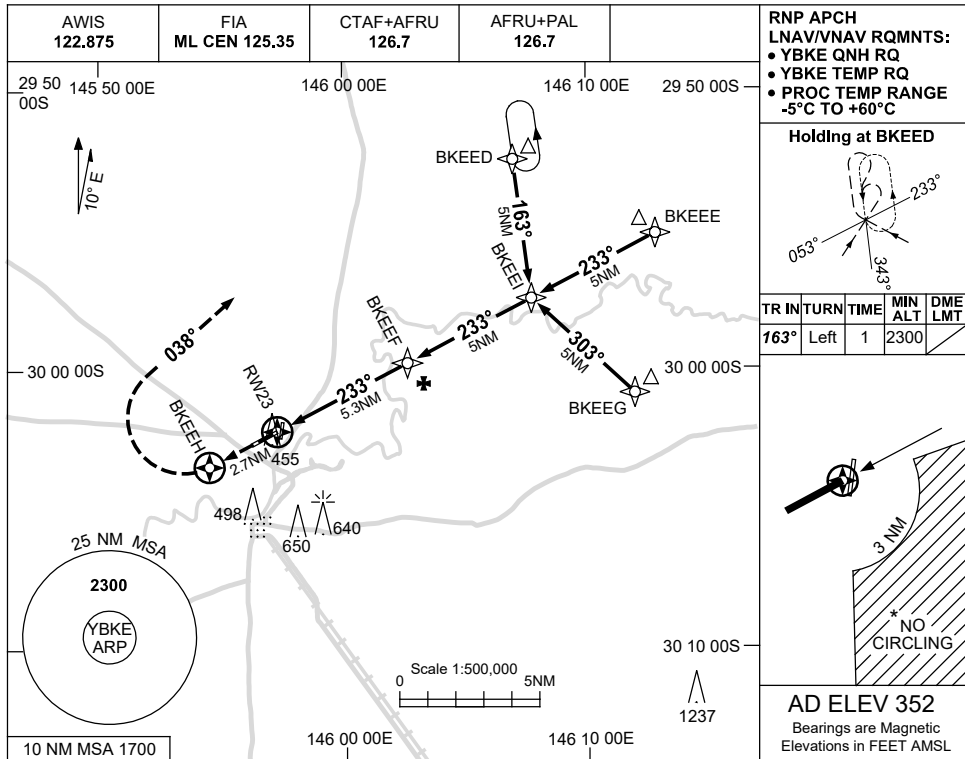 AWIS
122.875
FIA
ML CEN 125.35
CTAF+AFRU
126.7
AFRU+PAL
126.7
RNP APCH
LNAV/VNAV RQMNTS:
• YBKE QNH RQ
• YBKE TEMP RQ
• PROC TEMP RANGE
-5°C TO +60°C
29 50
00S
145 50 00E
146 00 00E
146 10 00E
29 50 00S
10° E
BKEED
163°
5NM
BKEEE
233°
5NM
BKEEI
303°
5NM
BKEEG
BKEEF
233°
5NM
233°
5.3NM
RW23
038°
BKEEH
2.7NM
455
30 00 00S
30 00 00S
498
650
640
25 NM MSA
2300
YBKE
ARP
10 NM MSA 1700
Scale 1:500,000
0
5NM
30 10 00S
1237
146 00 00E
146 10 00E
Holding at BKEED
233°
053°
343°
TR IN
TURN
TIME
MIN
ALT
DME
LMT
163°
Left
1
2300
3 NM
*NO
CIRCLING
AD ELEV 352
Bearings are Magnetic
Elevations in FEET AMSL